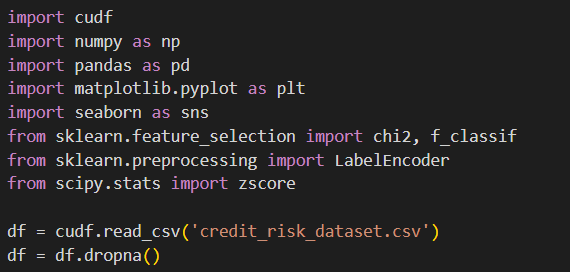 import cudf
import numpy as np
import pandas as pd
import matplotlib.pyplot as plt
import seaborn as sns
from sklearn.feature_selection import chi2, f_classif
from sklearn.preprocessing import LabelEncoder
from scipy.stats import zscore
df = cudf.read_csv('credit_risk_dataset.csv')
df = df.dropna()